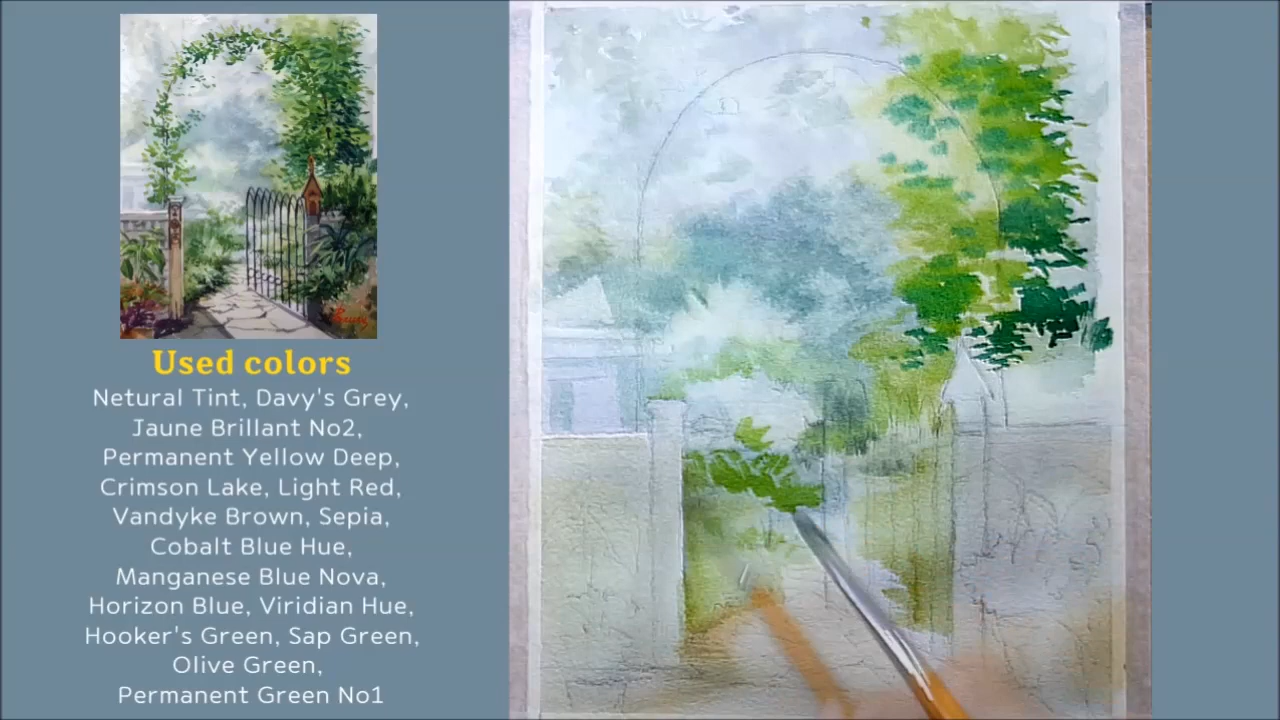 Used colors
Netural Tint, Davy's Grey,
Jaune Brillant No2,
Permanent Yellow Deep,
Crimson Lake, Light Red,
Vandyke Brown, Sepia,
Cobalt Blue Hue,
Manganese Blue Nova,
Horizon Blue, Viridian Hue,
Hooker's Green, Sap Green,
Olive Green,
Permanent Green No1